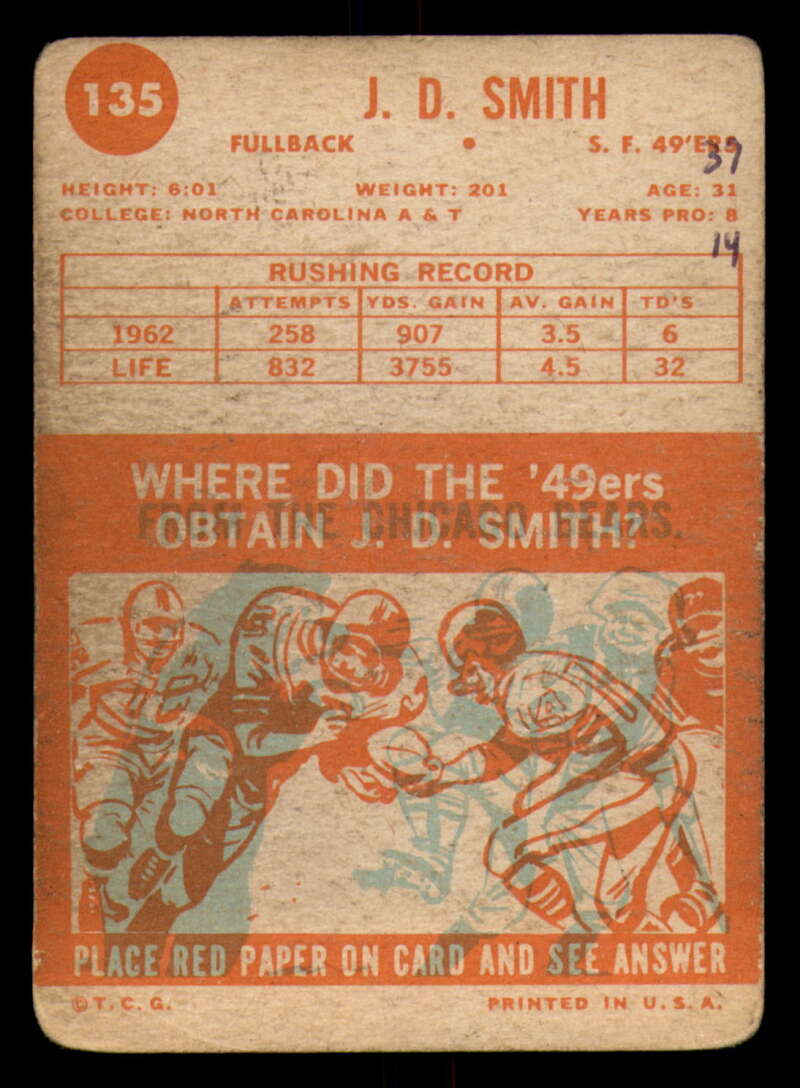 135
J. D. SMITH
FULLBACK • S. F. 49'ERS
37
HEIGHT: 6:01 WEIGHT: 201 AGE: 31
COLLEGE: NORTH CAROLINA A & T YEARS PRO: 8
14
RUSHING RECORD
ATTEMPTS YDS. GAIN AV. GAIN TD'S
1962 258 907 3.5 6
LIFE 832 3755 4.5 32
WHERE DID THE '49ers
FROM THE CHICAGO BEARS.
OBTAIN J. D. SMITH?
PLACE RED PAPER ON CARD AND SEE ANSWER
© T. C. G. PRINTED IN U. S. A.